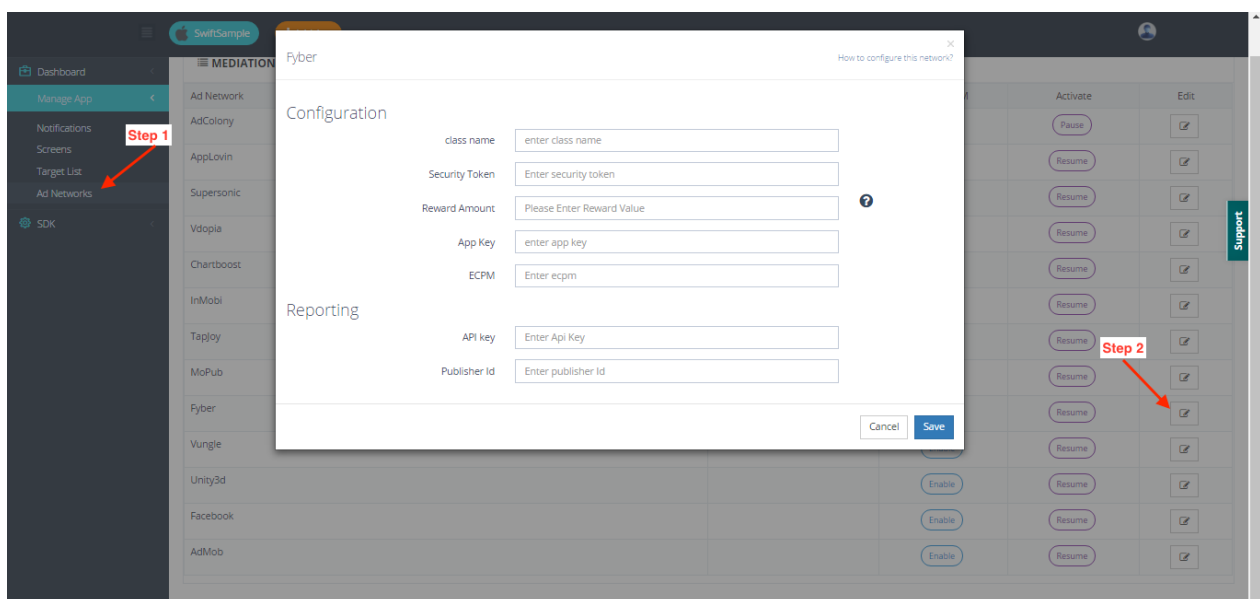 SwiftSample
Dashboard
Manage App
Notifications
Screens
Target List
Ad Networks
SDK
Step 1
MEDIATION
Ad Network
Activate
Edit
AdColony
Pause
AppLovin
Resume
Supersonic
Resume
Vdopia
Resume
Chartboost
Resume
InMobi
Resume
TapJoy
Resume
MoPub
Resume
Fyber
Resume
Vungle
Resume
Unity3d
Enable
Resume
Facebook
Enable
Resume
AdMob
Enable
Resume
Step 2
Support
Fyber
×
How to configure this network?
Configuration
class name
enter class name
Security Token
Enter security token
Reward Amount
Please Enter Reward Value
?
App Key
enter app key
ECPM
Enter ecpm
Reporting
API key
Enter Api Key
Publisher Id
Enter publisher Id
Cancel
Save